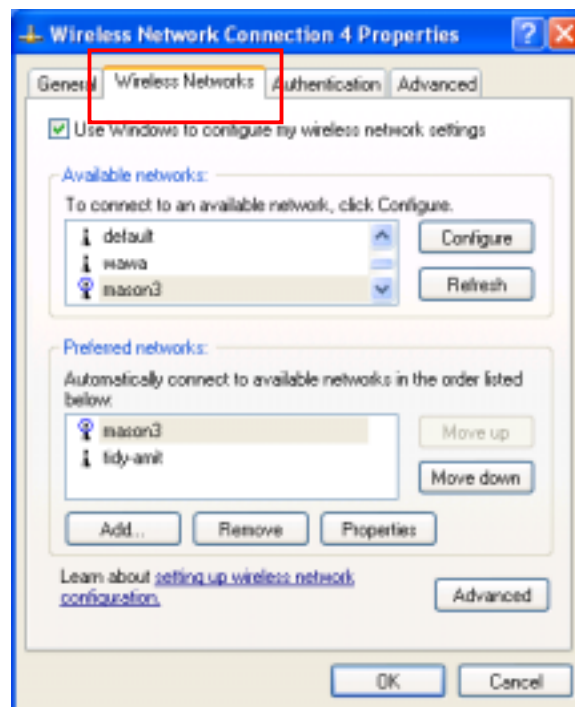 Wireless Network Connection 4 Properties
General Wireless Networks Authentication Advanced
Use Windows to configure my wireless network settings
Available networks:
To connect to an available network, click Configure.
default
Configure
wawa
mason3
Refresh
Preferred networks:
Automatically connect to available networks in the order listed
below:
mason3
Move up
tidy-amit
Move down
Add... Remove Properties
Learn about setting up wireless network
configuration.
Advanced
OK Cancel